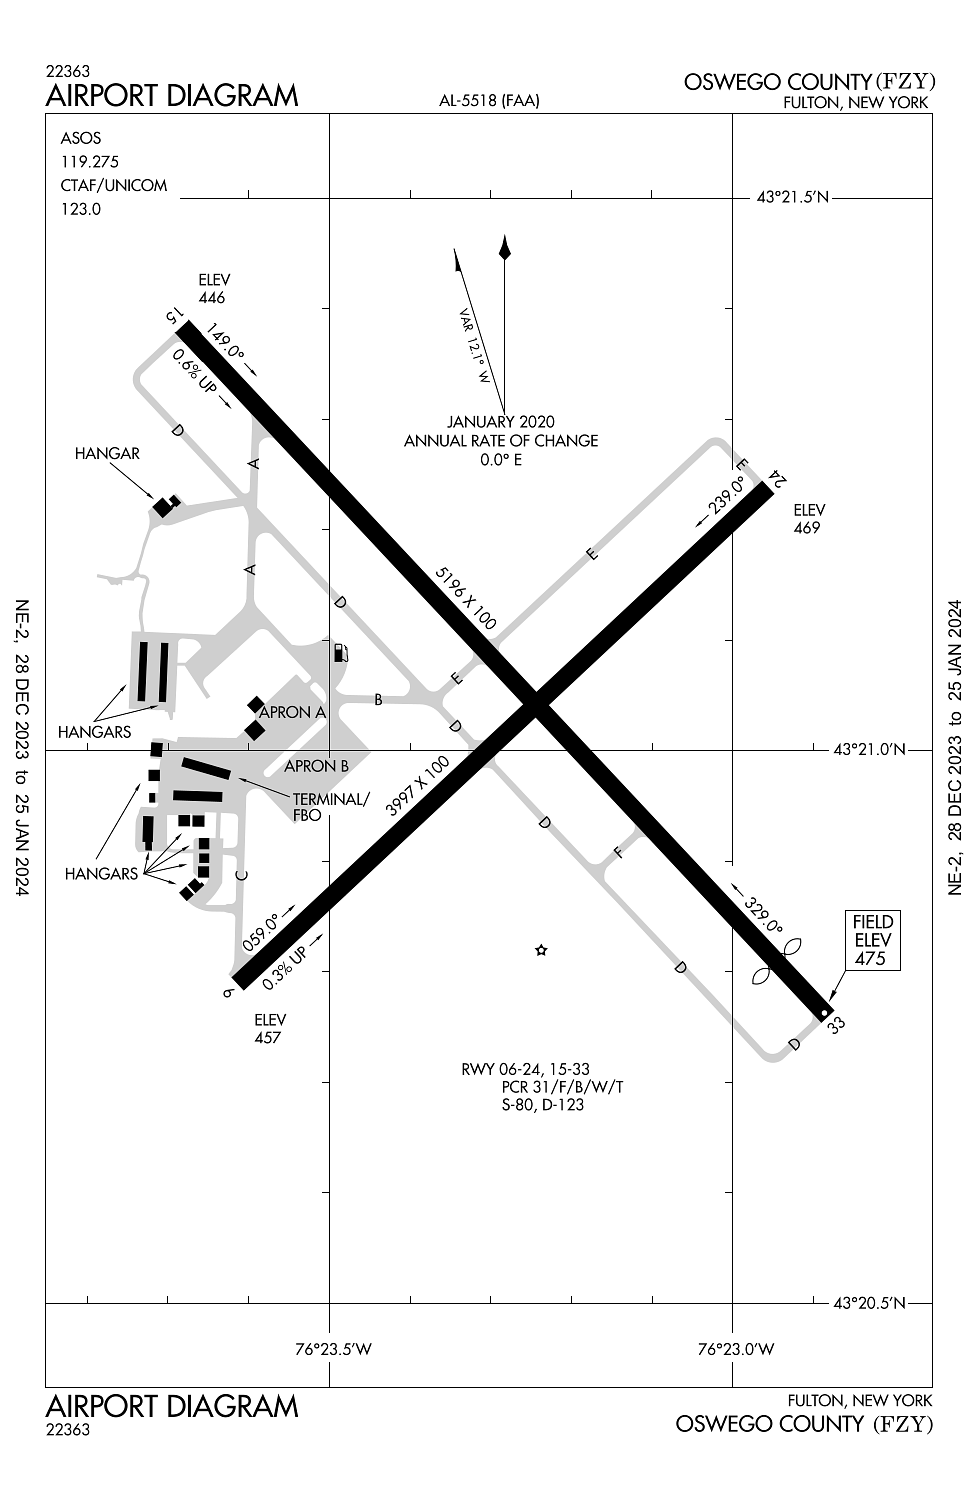 22363
AIRPORT DIAGRAM
AL-5518 (FAA)
OSWEGO COUNTY (FZY)
FULTON, NEW YORK
ASOS
119.275
CTAF/UNICOM
123.0
43°21.5'N
ELEV
446
15
149.0°
0.6% UP
VAR 12.1° W
JANUARY 2020
ANNUAL RATE OF CHANGE
0.0° E
D
A
HANGAR
E
24
239.0°
ELEV
469
E
A
D
5196 X 100
E
B
D
HANGARS
APRON A
43°21.0'N
APRON B
3997 X 100
TERMINAL/
FBO
D
F
HANGARS
C
329.0°
059.0°
0.3% UP
FIELD
ELEV
475
D
6
33
D
ELEV
457
RWY 06-24, 15-33
PCR 31/F/B/W/T
S-80, D-123
43°20.5'N
76°23.5'W
76°23.0'W
NE-2, 28 DEC 2023 to 25 JAN 2024
NE-2, 28 DEC 2023 to 25 JAN 2024
AIRPORT DIAGRAM
22363
FULTON, NEW YORK
OSWEGO COUNTY (FZY)